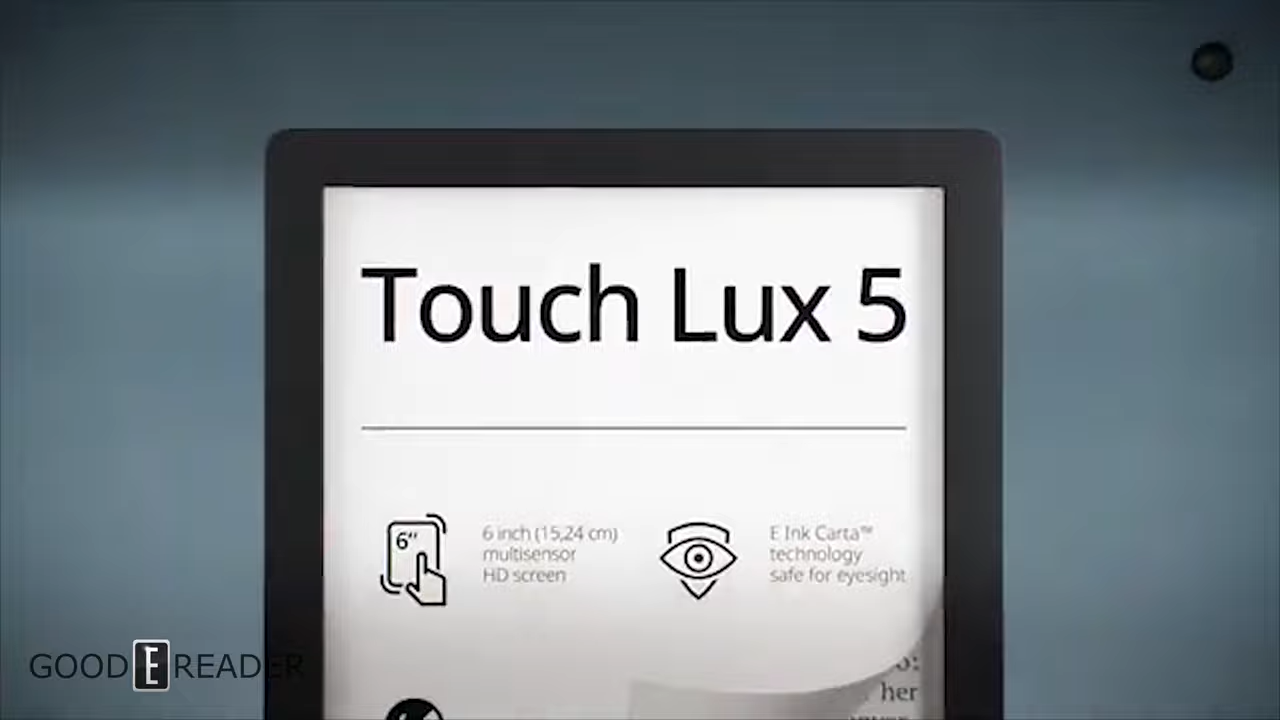 Touch Lux 5
6"
6 inch (15,24 cm)
multisensor
HD screen
E Ink Carta™
technology
safe for eyesight
her
GOOD E READER